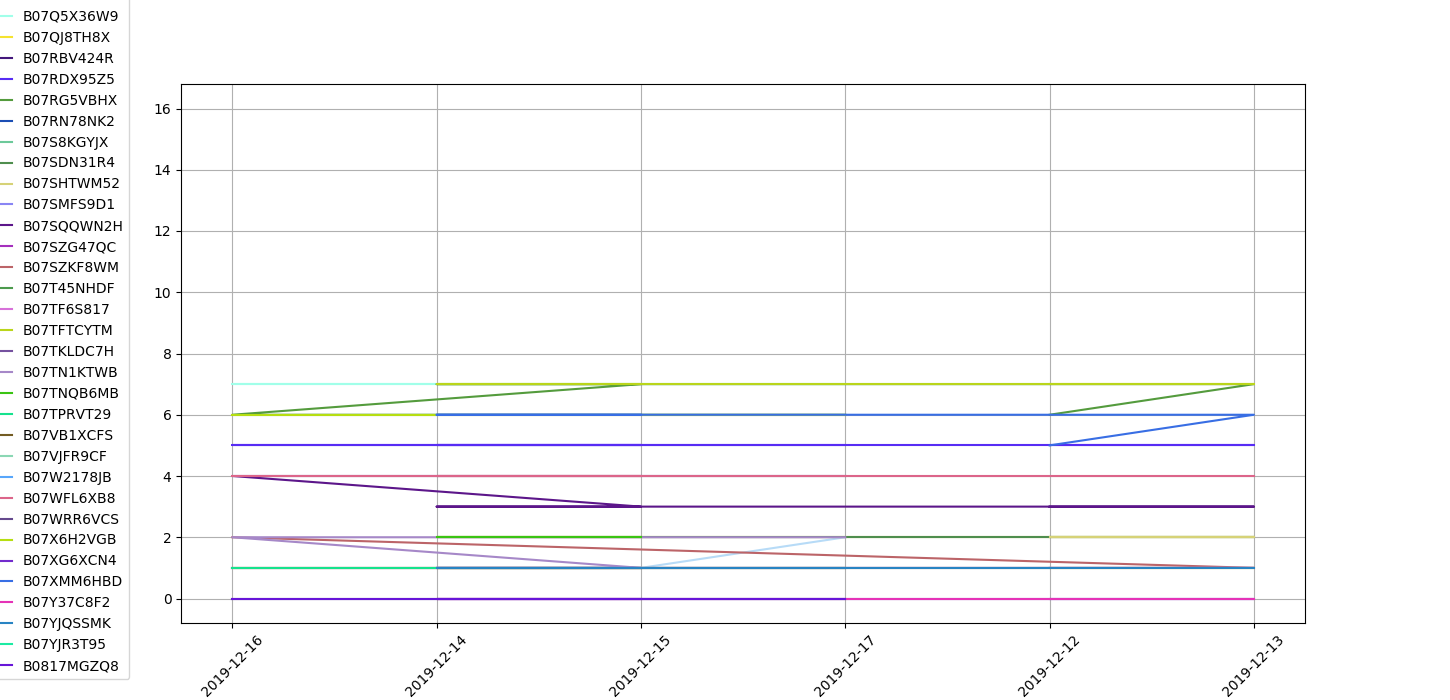 B07Q5X36W9
B07QJ8TH8X
B07RBV424R
B07RDX95Z5
B07RG5VBHX
B07RN78NK2
B07S8KGYJX
B07SDN31R4
B07SHTWM52
B07SMFS9D1
B07SQQWN2H
B07SZG47QC
B07SZKF8WM
B07T45NHDF
B07TF6S817
B07TFTCYTM
B07TKLDC7H
B07TN1KTWB
B07TNQB6MB
B07TPRVT29
B07VB1XCFS
B07VJFR9CF
B07W2178JB
B07WFL6XB8
B07WRR6VCS
B07X6H2VGB
B07XG6XCN4
B07XMM6HBD
B07Y37C8F2
B07YJQSSMK
B07YJR3T95
B0817MGZQ8
16
14
12
10
8
6
4
2
0
2019-12-16
2019-12-14
2019-12-15
2019-12-17
2019-12-12
2019-12-13